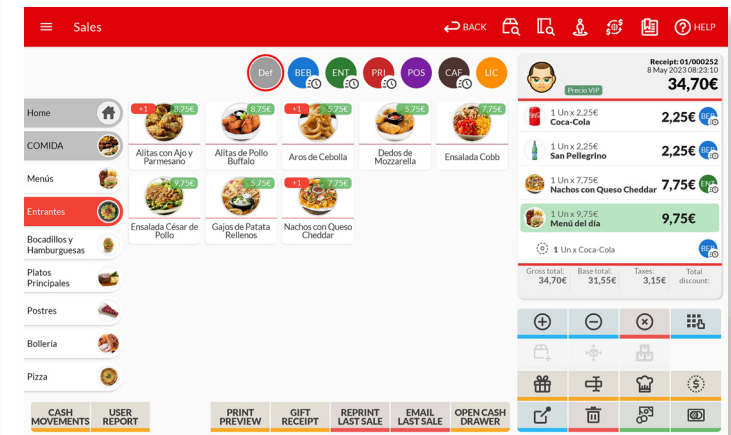 Sales
BACK
HELP
Def
BEB
ENT
PRI
POS
CAF
LIC
Home
COMIDA
Menús
Entrantes
Bocadillos y
Hamburguesas
Platos
Principales
Postres
Bollería
Pizza
+1 8,75€
Alitas con Ajo y
Parmesano
8,75€
Alitas de Pollo
Buffalo
+1 5,75€
Aros de Cebolla
5,75€
Dedos de
Mozzarella
7,75€
Ensalada Cobb
9,75€
Ensalada César de
Pollo
5,75€
Gajos de Patata
Rellenos
+1 7,75€
Nachos con Queso
Cheddar
CASH
MOVEMENTS
USER
REPORT
PRINT
PREVIEW
GIFT
RECEIPT
REPRINT
LAST SALE
EMAIL
LAST SALE
OPEN CASH
DRAWER
Receipt: 01/000252
8 May 2023 08:23:10
Precio VIP
34,70€
1 Un x 2,25€
Coca-Cola
2,25€
BEB
1 Un x 2,25€
San Pellegrino
2,25€
BEB
1 Un x 7,75€
Nachos con Queso Cheddar
7,75€
ENT
1 Un x 9,75€
Menú del día
9,75€
1 Un x Coca-Cola
BEB
Gross total:
34,70€
Base total:
31,55€
Taxes:
3,15€
Total
discount: